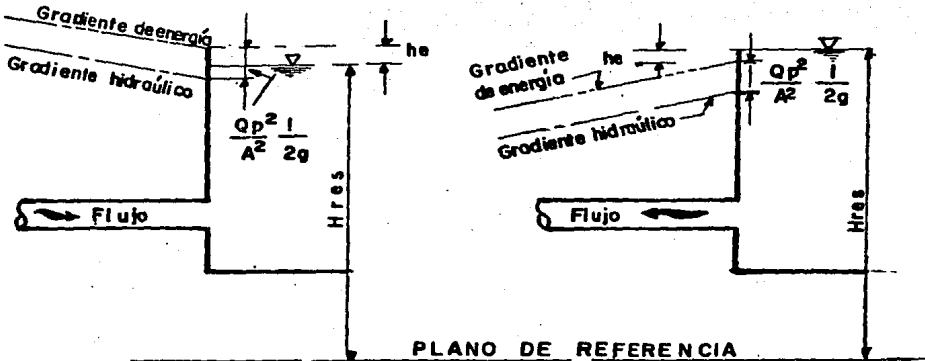 Gradiente de energía
Gradiente hidraúlico
he
Qp² 1
A² 2g
Hres
Flujo
Gradiente
de energía
he
Gradiente hidraúlico
Qp² 1
A² 2g
Hres
Flujo
PLANO DE REFERENCIA